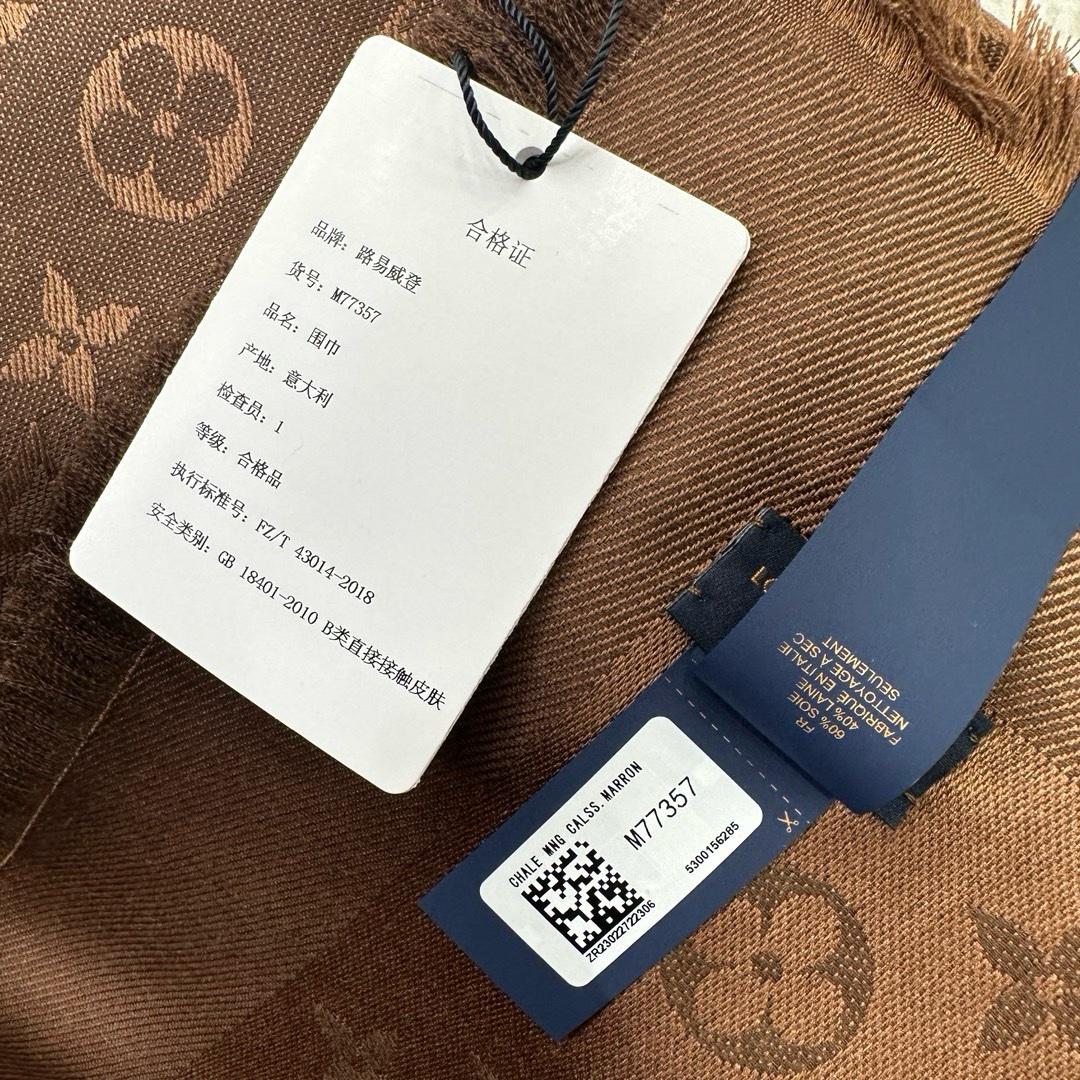 合格证
品牌: 路易威登
货号: M77357
品名: 围巾
产地: 意大利
检查员: 1
等级: 合格品
执行标准号: FZ/T 43014-2018
安全类别: GB 18401-2010 B类直接接触皮肤
FR
60% SOIE
40% LAINE
FABRIQUÉ EN ITALIE
NETTOYAGE À SEC
SEULEMENT
CHALE MNG CALSS.MARRON
M77357
5300156285
ZR23022722306